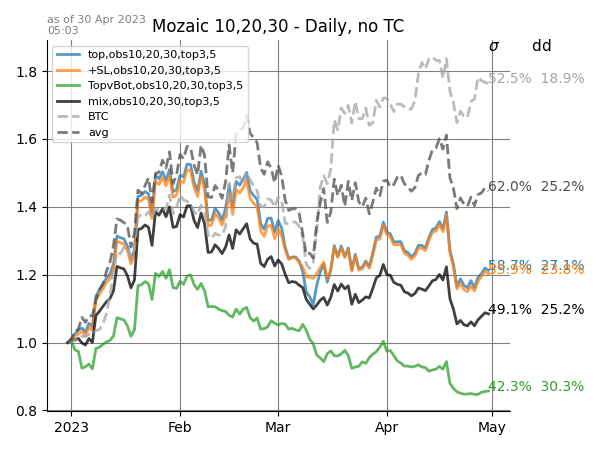 as of 30 Apr 2023
05:03
Mozaic 10,20,30 - Daily, no TC
σ dd
top,obs10,20,30,top3,5
+SL,obs10,20,30,top3,5
TopvBot,obs10,20,30,top3,5
mix,obs10,20,30,top3,5
BTC
avg
1.8
1.6
1.4
1.2
1.0
0.8
52.5% 18.9%
62.0% 25.2%
58.7% 27.1%
23.8%
49.1% 25.2%
42.3% 30.3%
2023
Feb
Mar
Apr
May